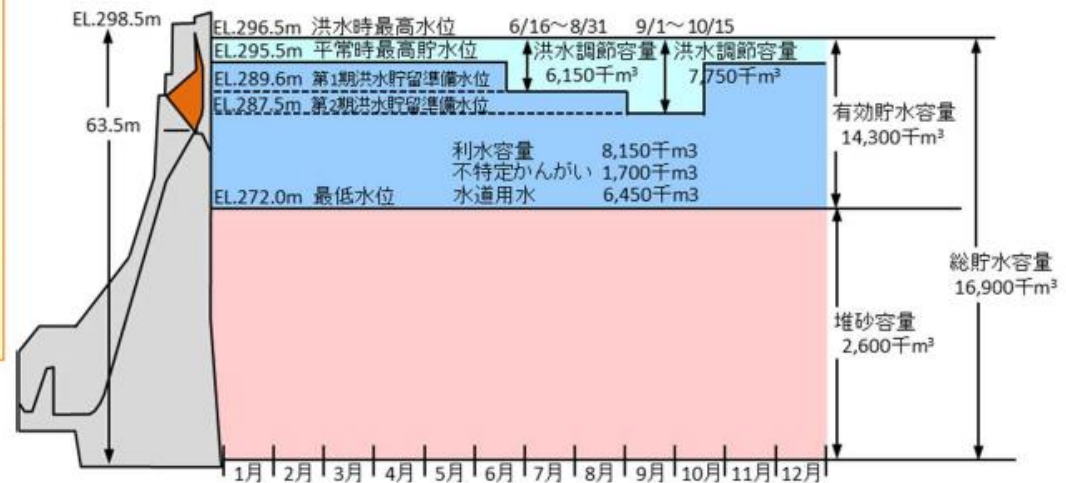 EL.298.5m
EL.296.5m 洪水時最高水位 6/16～8/31 9/1～10/15
EL.295.5m 平常時最高貯水位 洪水調節容量 洪水調節容量
6,150千m³ 7,750千m³
EL.289.6m 第1期洪水貯留準備水位
EL.287.5m 第2期洪水貯留準備水位
63.5m
有効貯水容量
14,300千m³
利水容量 8,150千m3
不特定かんがい 1,700千m3
EL.272.0m 最低水位 水道用水 6,450千m3
総貯水容量
16,900千m³
堆砂容量
2,600千m³
1月 2月 3月 4月 5月 6月 7月 8月 9月 10月 11月 12月